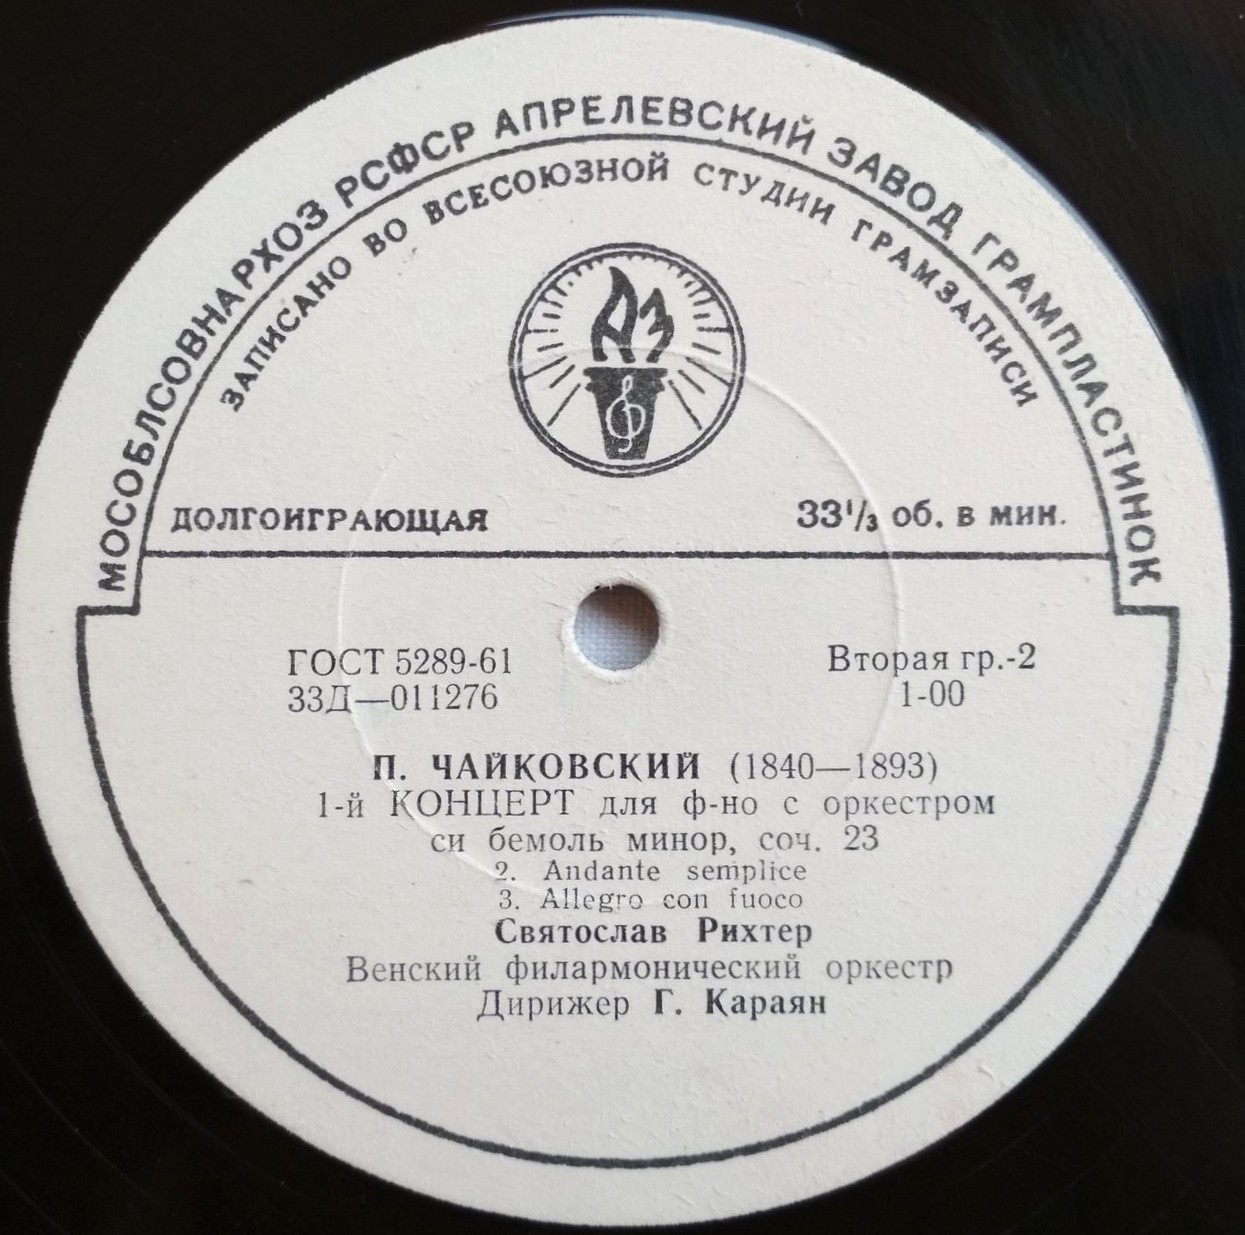 МОСОБЛСОВНАРХОЗ РСФСР АПРЕЛЕВСКИЙ ЗАВОД ГРАМПЛАСТИНОК
ЗАПИСАНО ВО ВСЕСОЮЗНОЙ СТУДИИ ГРАМЗАПИСИ
АЗ
ДОЛГОИГРАЮЩАЯ 33⅓ об. в мин.
ГОСТ 5289-61 Вторая гр.-2
33Д—011276 1-00
П. ЧАЙКОВСКИЙ (1840—1893)
1-й КОНЦЕРТ для ф-но с оркестром
си бемоль минор, соч. 23
2. Andante semplice
3. Allegro con fuoco
Святослав Рихтер
Венский филармонический оркестр
Дирижер Г. Караян